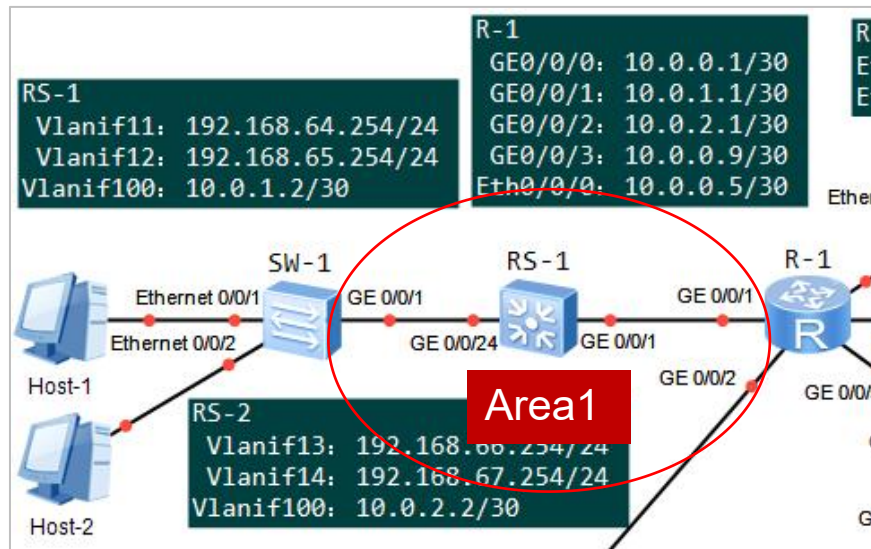 R-1
GE0/0/0: 10.0.0.1/30
GE0/0/1: 10.0.1.1/30
GE0/0/2: 10.0.2.1/30
GE0/0/3: 10.0.0.9/30
Eth0/0/0: 10.0.0.5/30
RS-1
Vlanif11: 192.168.64.254/24
Vlanif12: 192.168.65.254/24
Vlanif100: 10.0.1.2/30
SW-1
RS-1
R-1
Ethernet 0/0/1
GE 0/0/1
GE 0/0/1
Ethernet 0/0/2
GE 0/0/24
GE 0/0/1
R
Host-1
GE 0/0/2
Area1
RS-2
Vlanif13: 192.168.66.254/24
Vlanif14: 192.168.67.254/24
Vlanif100: 10.0.2.2/30
Host-2